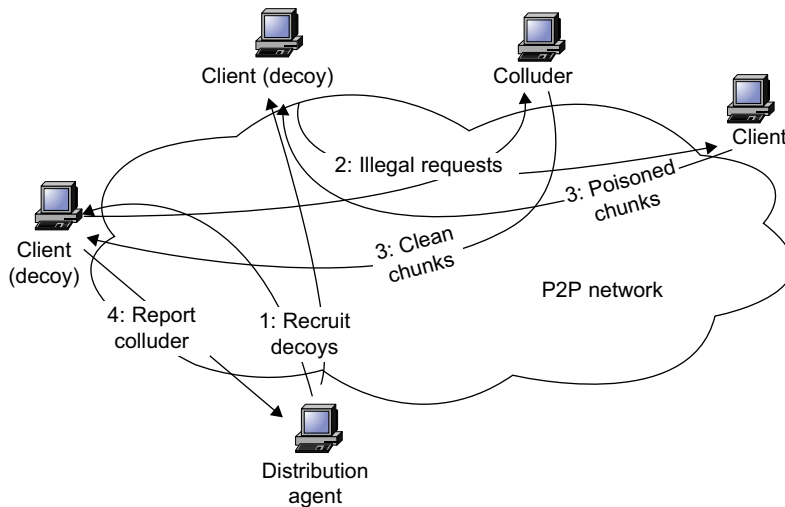 Client (decoy)
Colluder
Client
2: Illegal requests
3: Poisoned
chunks
Client
(decoy)
3: Clean
chunks
P2P network
4: Report
colluder
1: Recruit
decoys
Distribution
agent